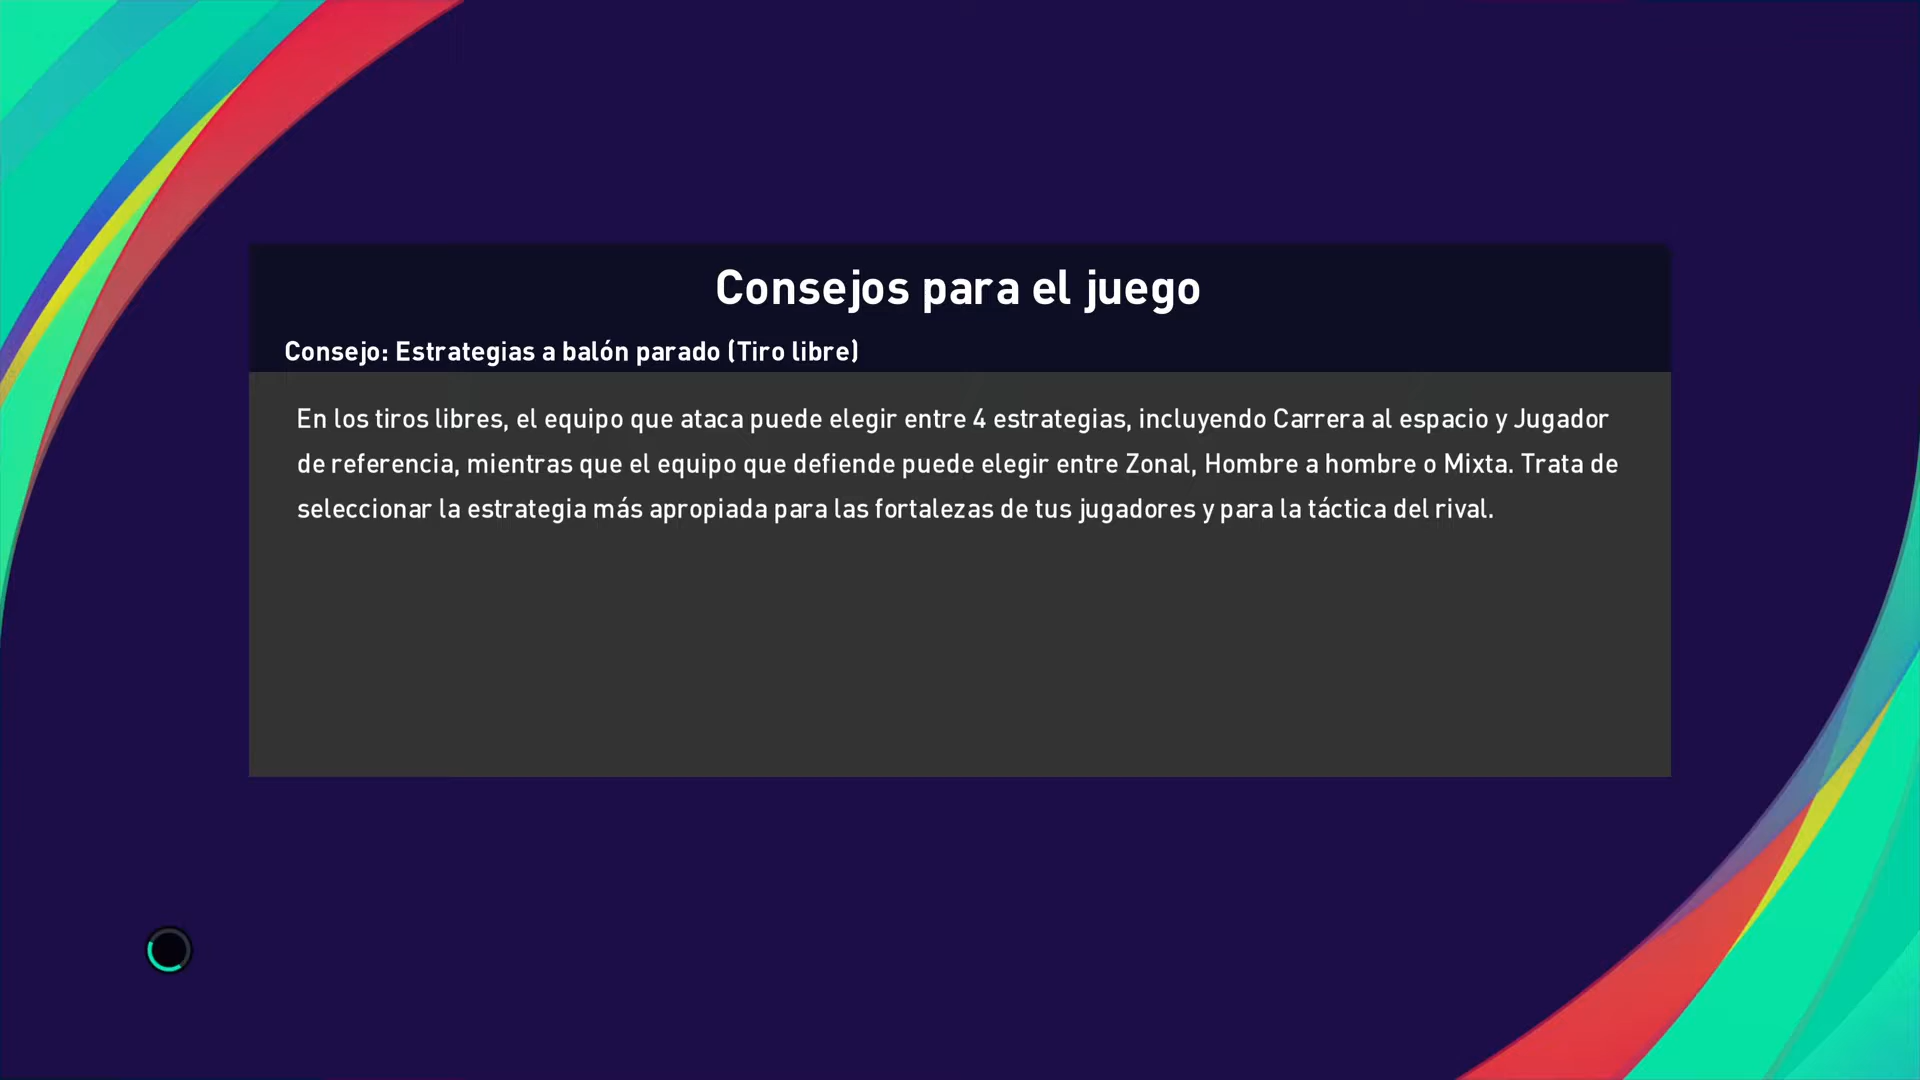 Consejos para el juego
Consejo: Estrategias a balón parado (Tiro libre)
En los tiros libres, el equipo que ataca puede elegir entre 4 estrategias, incluyendo Carrera al espacio y Jugador
de referencia, mientras que el equipo que defiende puede elegir entre Zonal, Hombre a hombre o Mixta. Trata de
seleccionar la estrategia más apropiada para las fortalezas de tus jugadores y para la táctica del rival.